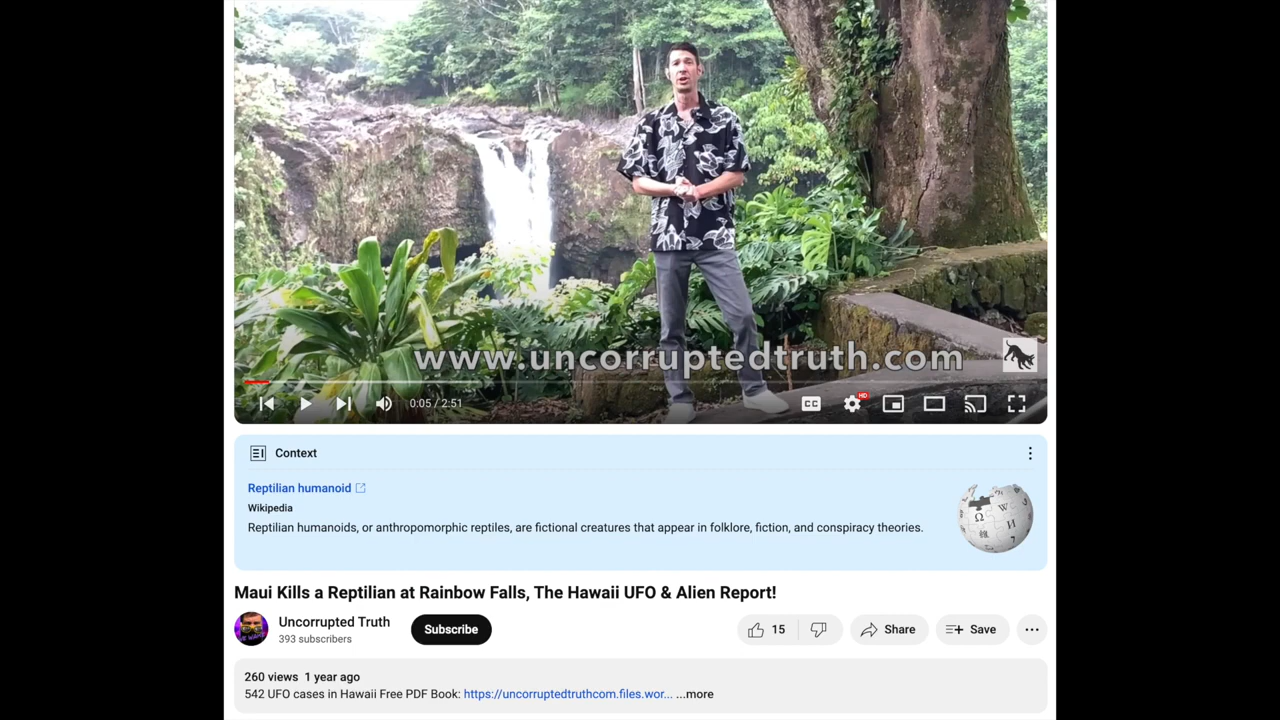 www.uncorruptedtruth.com
0:05 / 2:51
CC
HD
Context
Reptilian humanoid
Wikipedia
Reptilian humanoids, or anthropomorphic reptiles, are fictional creatures that appear in folklore, fiction, and conspiracy theories.
Maui Kills a Reptilian at Rainbow Falls, The Hawaii UFO & Alien Report!
Uncorrupted Truth
393 subscribers
Subscribe
15
Share
Save
260 views 1 year ago
542 UFO cases in Hawaii Free PDF Book: https://uncorruptedtruthcom.files.wor... ...more